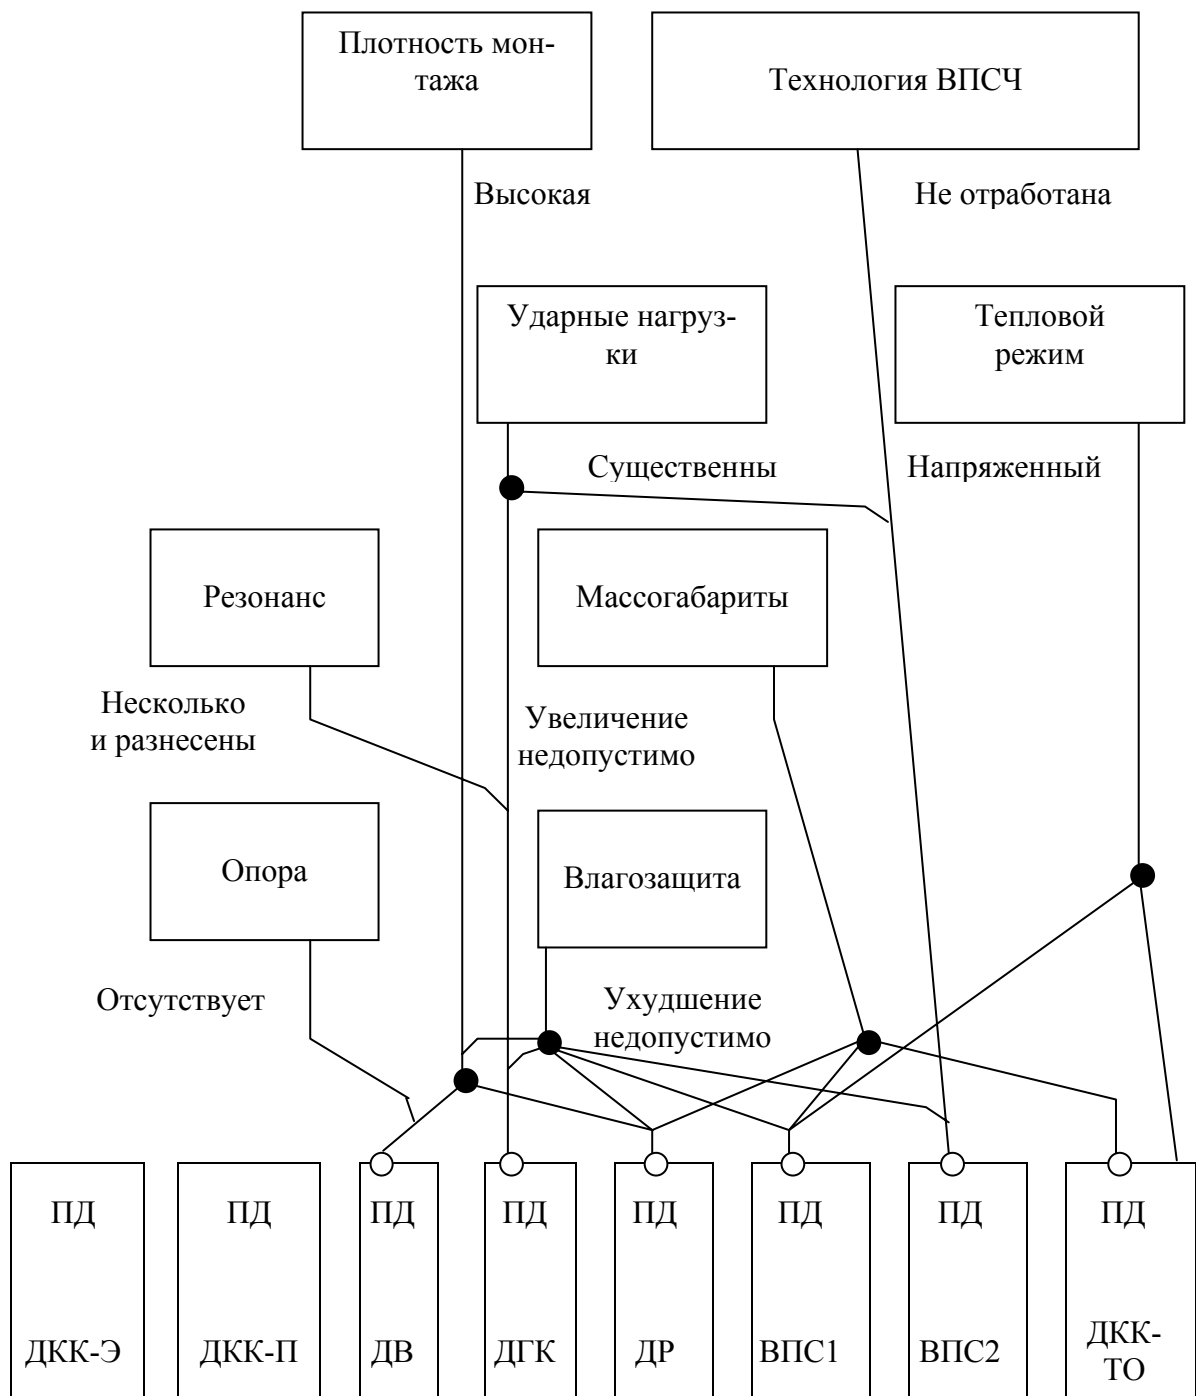 Плотность мон-
тажа
Технология ВПСЧ
Высокая
Не отработана
Ударные нагруз-
ки
Тепловой
режим
Существенны
Напряженный
Резонанс
Массогабариты
Несколько
и разнесены
Увеличение
недопустимо
Опора
Влагозащита
Отсутствует
Ухудшение
недопустимо
ПД
ПД
ПД
ПД
ПД
ПД
ПД
ПД
ДКК-Э
ДКК-П
ДВ
ДГК
ДР
ВПС1
ВПС2
ДКК-
ТО